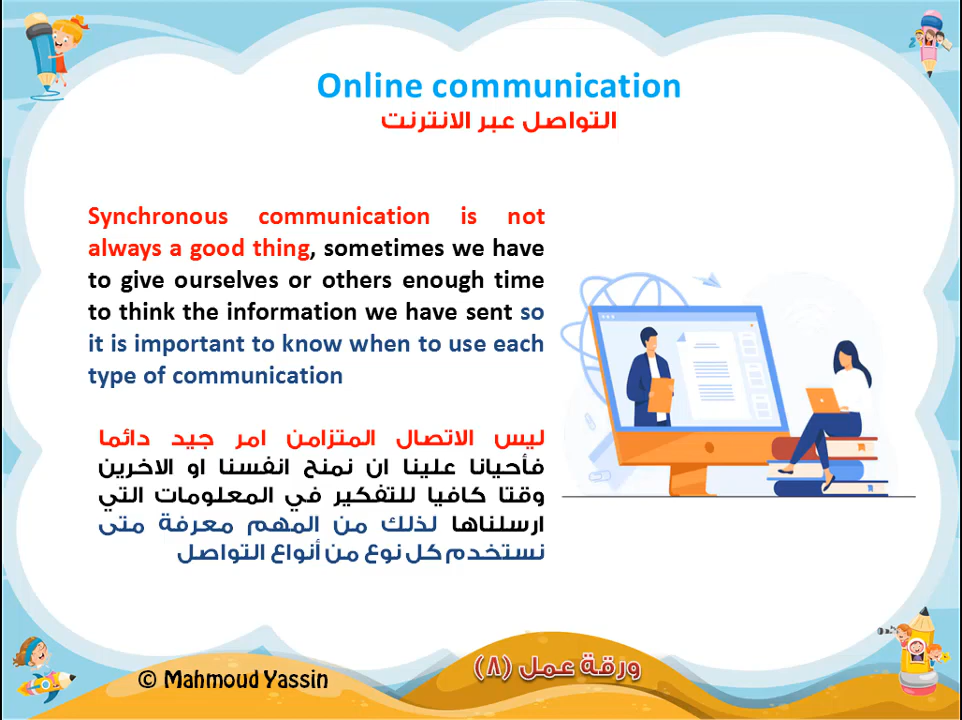 Online communication
التواصل عبر الانترنت
Synchronous communication is not
always a good thing, sometimes we have
to give ourselves or others enough time
to think the information we have sent so
it is important to know when to use each
type of communication
ليس الاتصال المتزامن امر جيد دائما
فأحيانا علينا ان نمنح انفسنا او الاخرين
وقتا كافيا للتفكير في المعلومات التي
ارسلناها لذلك من المهم معرفة متى
نستخدم كل نوع من أنواع التواصل
© Mahmoud Yassin
ورقة عمل (٨)